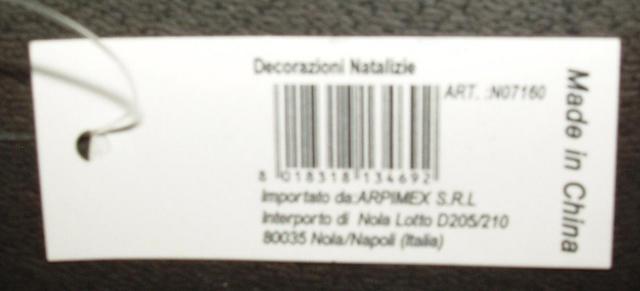 Decorazioni Natalizie
ART. :N07160
8 018318 134692
Importato da:ARPIMEX S.R.L
Interporto di Nola Lotto D205/210
80035 Nola/Napoli (Italia)
Made in China